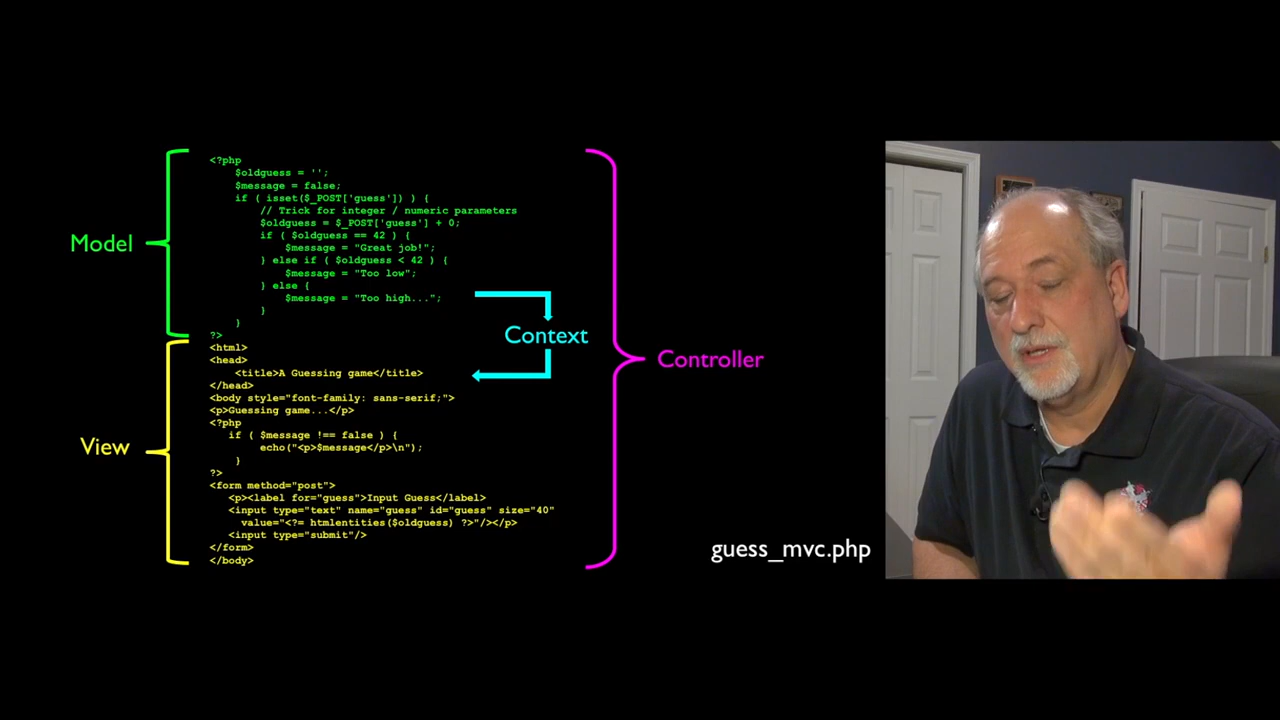 <?php
$oldguess = '';
$message = false;
if ( isset($_POST['guess']) ) {
// Trick for integer / numeric parameters
$oldguess = $_POST['guess'] + 0;
if ( $oldguess == 42 ) {
$message = "Great job!";
} else if ( $oldguess < 42 ) {
$message = "Too low";
} else {
$message = "Too high...";
}
}
?>
<html>
<head>
<title>A Guessing game</title>
</head>
<body style="font-family: sans-serif;">
<p>Guessing game...</p>
<?php
if ( $message !== false ) {
echo("<p>$message</p>\n");
}
?>
<form method="post">
<p><label for="guess">Input Guess</label>
<input type="text" name="guess" id="guess" size="40"
value="<?= htmlentities($oldguess) ?>"/></p>
<input type="submit"/>
</form>
</body>
Model
View
Context
Controller
guess_mvc.php